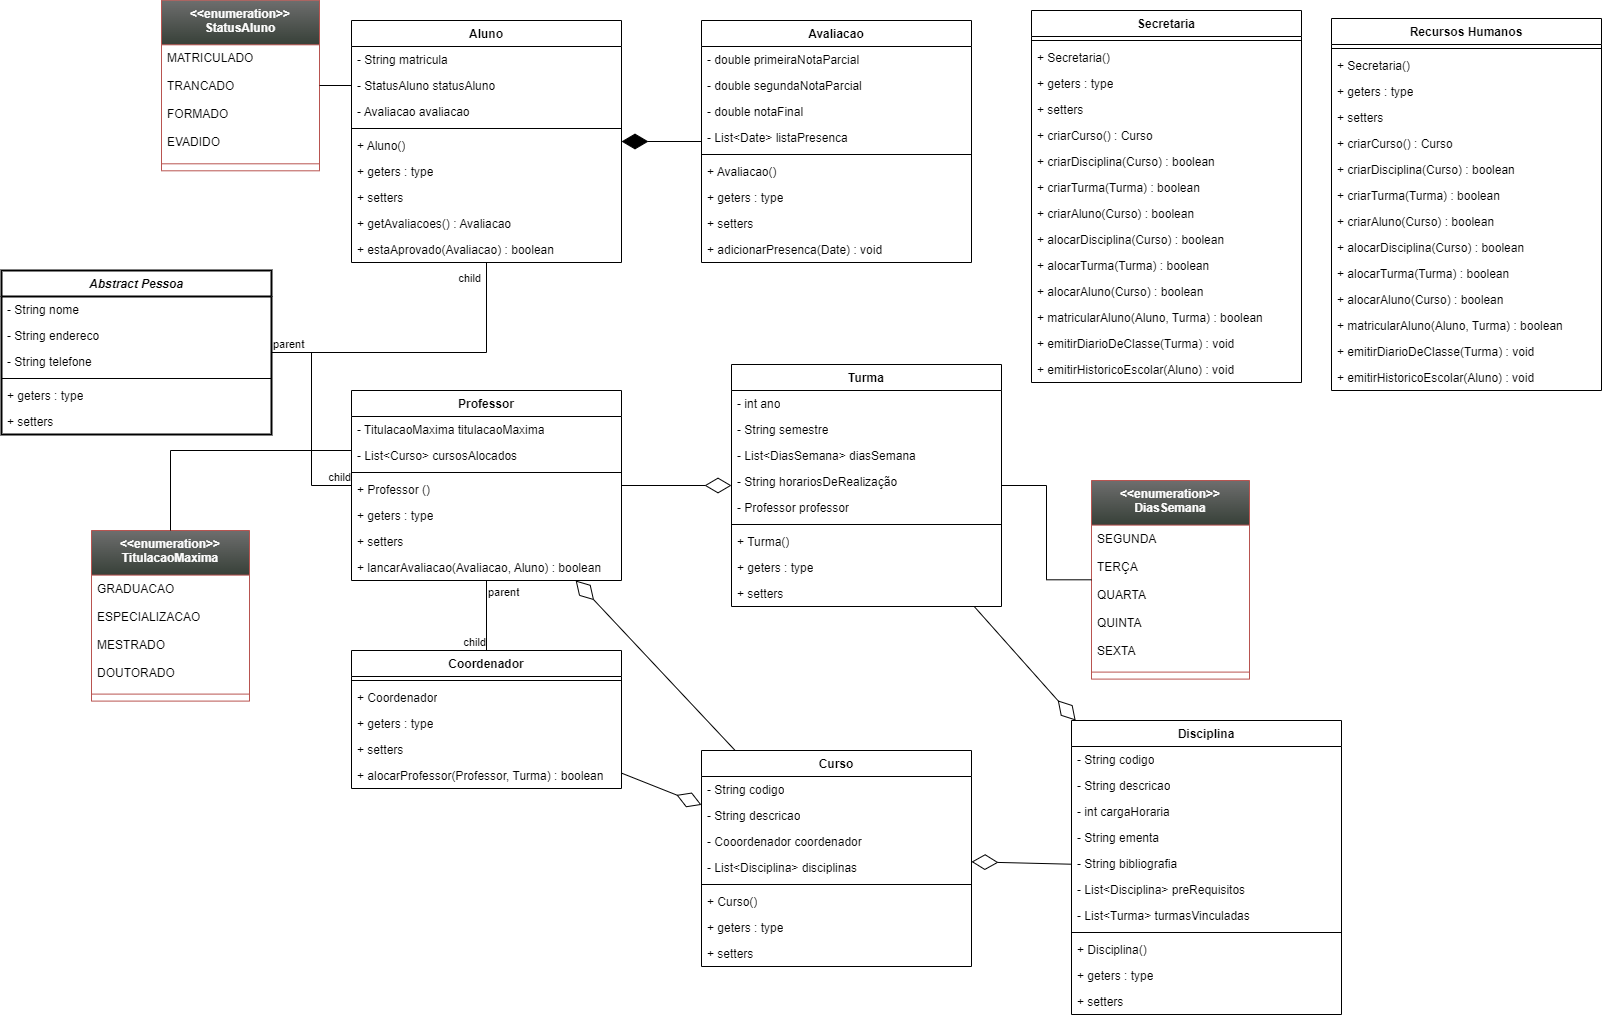 <<enumeration>>
StatusAluno
MATRICULADO
TRANCADO
FORMADO
EVADIDO
Aluno
- String matricula
- StatusAluno statusAluno
- Avaliacao avaliacao
+ Aluno()
+ geters : type
+ setters
+ getAvaliacoes() : Avaliacao
+ estaAprovado(Avaliacao) : boolean
Avaliacao
- double primeiraNotaParcial
- double segundaNotaParcial
- double notaFinal
- List<Date> listaPresenca
+ Avaliacao()
+ geters : type
+ setters
+ adicionarPresenca(Date) : void
Secretaria
+ Secretaria()
+ geters : type
+ setters
+ criarCurso() : Curso
+ criarDisciplina(Curso) : boolean
+ criarTurma(Turma) : boolean
+ criarAluno(Curso) : boolean
+ alocarDisciplina(Curso) : boolean
+ alocarTurma(Turma) : boolean
+ alocarAluno(Curso) : boolean
+ matricularAluno(Aluno, Turma) : boolean
+ emitirDiarioDeClasse(Turma) : void
+ emitirHistoricoEscolar(Aluno) : void
Recursos Humanos
+ Secretaria()
+ geters : type
+ setters
+ criarCurso() : Curso
+ criarDisciplina(Curso) : boolean
+ criarTurma(Turma) : boolean
+ criarAluno(Curso) : boolean
+ alocarDisciplina(Curso) : boolean
+ alocarTurma(Turma) : boolean
+ alocarAluno(Curso) : boolean
+ matricularAluno(Aluno, Turma) : boolean
+ emitirDiarioDeClasse(Turma) : void
+ emitirHistoricoEscolar(Aluno) : void
child
Abstract Pessoa
- String nome
- String endereco
- String telefone
+ geters : type
+ setters
parent
child
Professor
- TitulacaoMaxima titulacaoMaxima
- List<Curso> cursosAlocados
+ Professor ()
+ geters : type
+ setters
+ lancarAvaliacao(Avaliacao, Aluno) : boolean
Turma
- int ano
- String semestre
- List<DiasSemana> diasSemana
- String horariosDeRealização
- Professor professor
+ Turma()
+ geters : type
+ setters
<<enumeration>>
DiasSemana
SEGUNDA
TERÇA
QUARTA
QUINTA
SEXTA
<<enumeration>>
TitulacaoMaxima
GRADUACAO
ESPECIALIZACAO
MESTRADO
DOUTORADO
parent
child
Coordenador
+ Coordenador
+ geters : type
+ setters
+ alocarProfessor(Professor, Turma) : boolean
Curso
- String codigo
- String descricao
- Cooordenador coordenador
- List<Disciplina> disciplinas
+ Curso()
+ geters : type
+ setters
Disciplina
- String codigo
- String descricao
- int cargaHoraria
- String ementa
- String bibliografia
- List<Disciplina> preRequisitos
- List<Turma> turmasVinculadas
+ Disciplina()
+ geters : type
+ setters